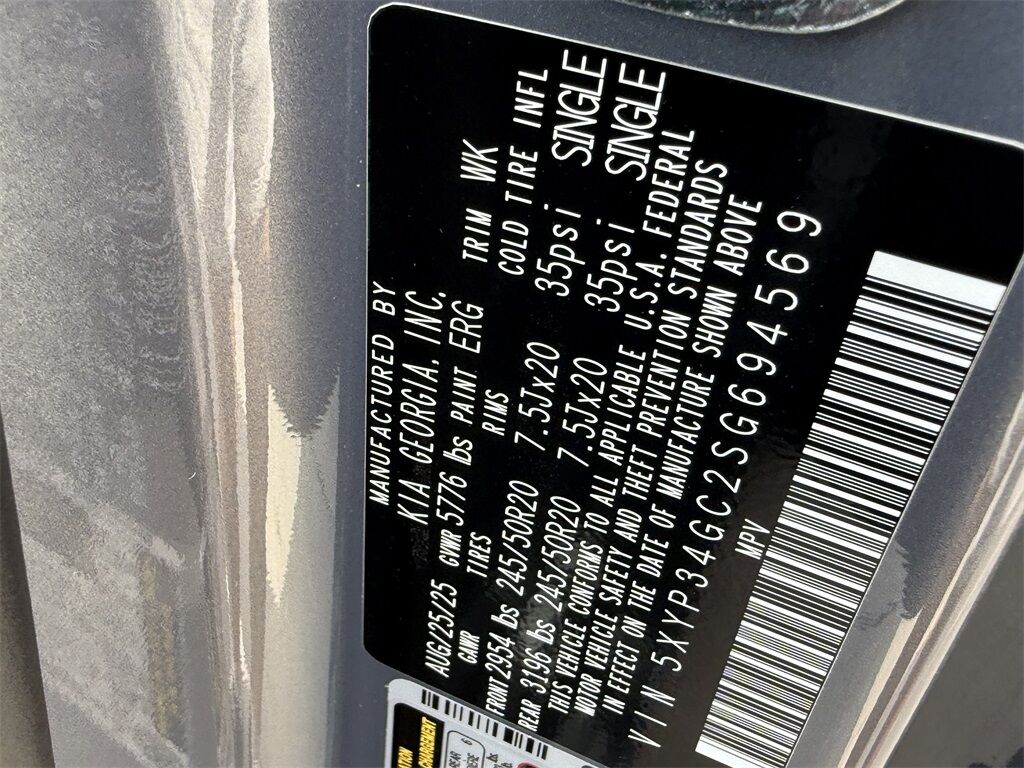 MANUFACTURED BY
KIA GEORGIA, INC.
AUG/25/25 GVWR 5776 lbs PAINT ERG TRIM WK
GAWR TIRES RIMS COLD TIRE INFL
FRONT 2954 lbs 245/50R20 7.5Jx20 35psi SINGLE
REAR 3196 lbs 245/50R20 7.5Jx20 35psi SINGLE
THIS VEHICLE CONFORMS TO ALL APPLICABLE U.S.A. FEDERAL
MOTOR VEHICLE SAFETY AND THEFT PREVENTION STANDARDS
IN EFFECT ON THE DATE OF MANUFACTURE SHOWN ABOVE
MPV
VIN 5XYP34GC2SG694569
CHARGEMENT